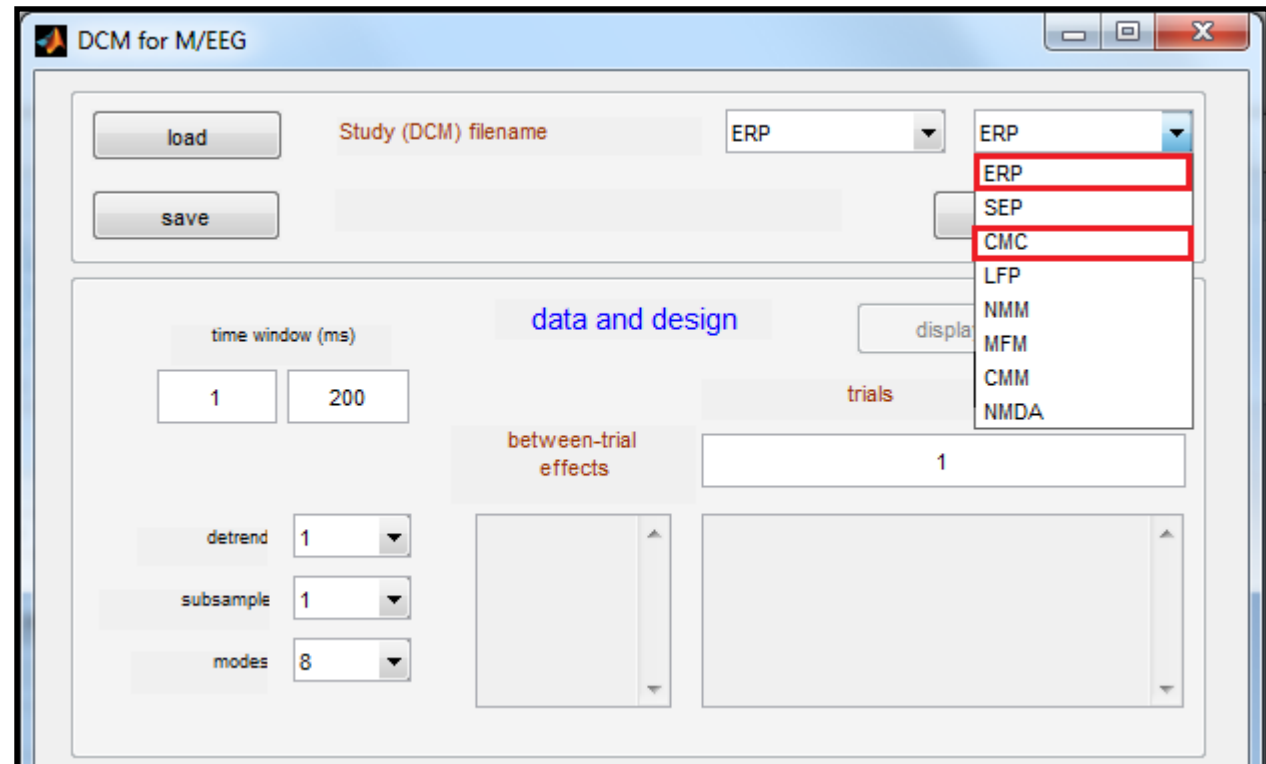 DCM for M/EEG
load
Study (DCM) filename
ERP
ERP
ERP
SEP
CMC
LFP
NMM
MFM
CMM
NMDA
save
data and design
time window (ms)
1
200
trials
between-trial
effects
1
detrend
1
subsample
1
modes
8